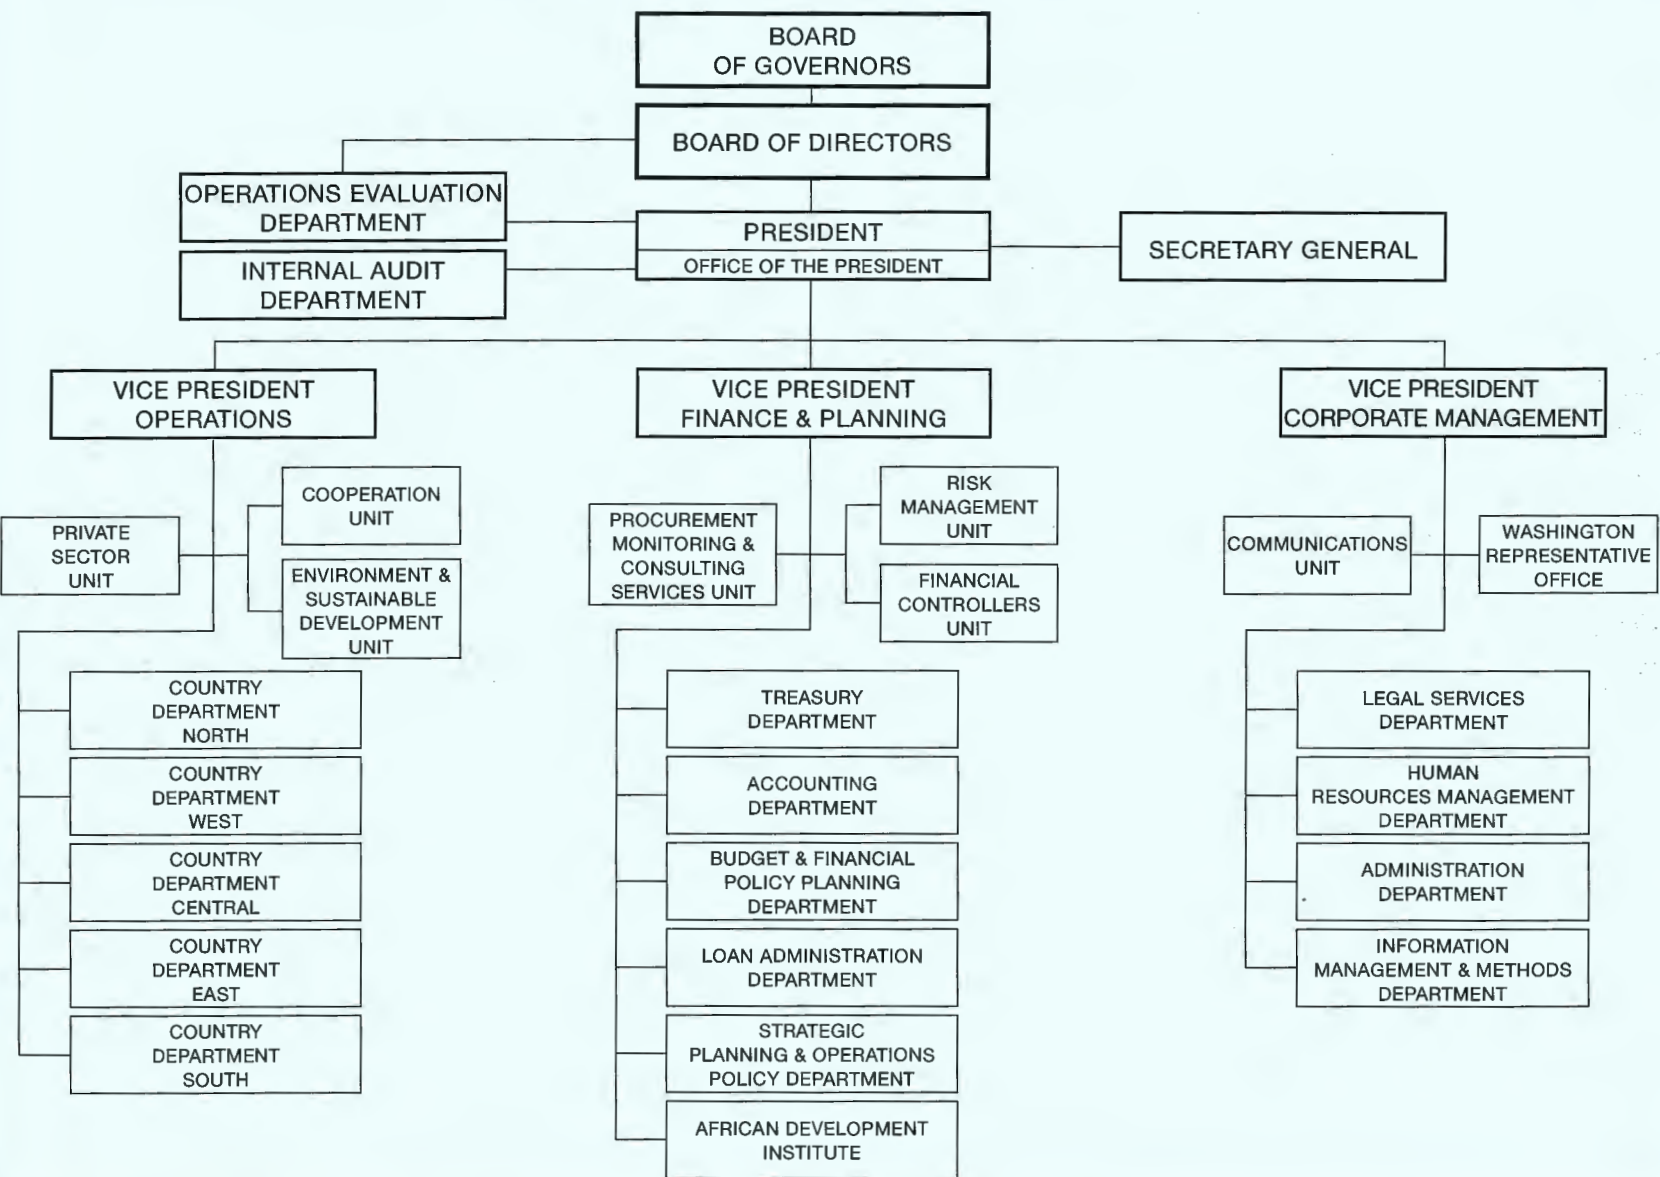 BOARD
OF GOVERNORS
BOARD OF DIRECTORS
OPERATIONS EVALUATION
DEPARTMENT
INTERNAL AUDIT
DEPARTMENT
PRESIDENT
OFFICE OF THE PRESIDENT
SECRETARY GENERAL
VICE PRESIDENT
OPERATIONS
PRIVATE
SECTOR
UNIT
COOPERATION
UNIT
ENVIRONMENT &
SUSTAINABLE
DEVELOPMENT
UNIT
COUNTRY
DEPARTMENT
NORTH
COUNTRY
DEPARTMENT
WEST
COUNTRY
DEPARTMENT
CENTRAL
COUNTRY
DEPARTMENT
EAST
COUNTRY
DEPARTMENT
SOUTH
VICE PRESIDENT
FINANCE & PLANNING
PROCUREMENT
MONITORING &
CONSULTING
SERVICES UNIT
RISK
MANAGEMENT
UNIT
FINANCIAL
CONTROLLERS
UNIT
TREASURY
DEPARTMENT
ACCOUNTING
DEPARTMENT
BUDGET & FINANCIAL
POLICY PLANNING
DEPARTMENT
LOAN ADMINISTRATION
DEPARTMENT
STRATEGIC
PLANNING & OPERATIONS
POLICY DEPARTMENT
AFRICAN DEVELOPMENT
INSTITUTE
VICE PRESIDENT
CORPORATE MANAGEMENT
COMMUNICATIONS
UNIT
WASHINGTON
REPRESENTATIVE
OFFICE
LEGAL SERVICES
DEPARTMENT
HUMAN
RESOURCES MANAGEMENT
DEPARTMENT
ADMINISTRATION
DEPARTMENT
INFORMATION
MANAGEMENT & METHODS
DEPARTMENT